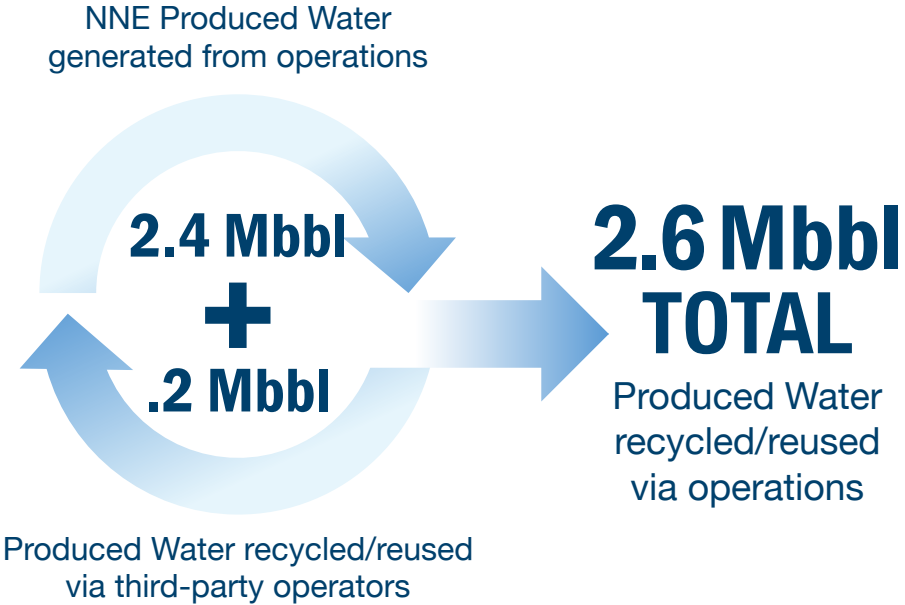 NNE Produced Water
generated from operations
2.4 Mbbl
+
.2 Mbbl
Produced Water recycled/reused
via third-party operators
2.6 Mbbl
TOTAL
Produced Water
recycled/reused
via operations